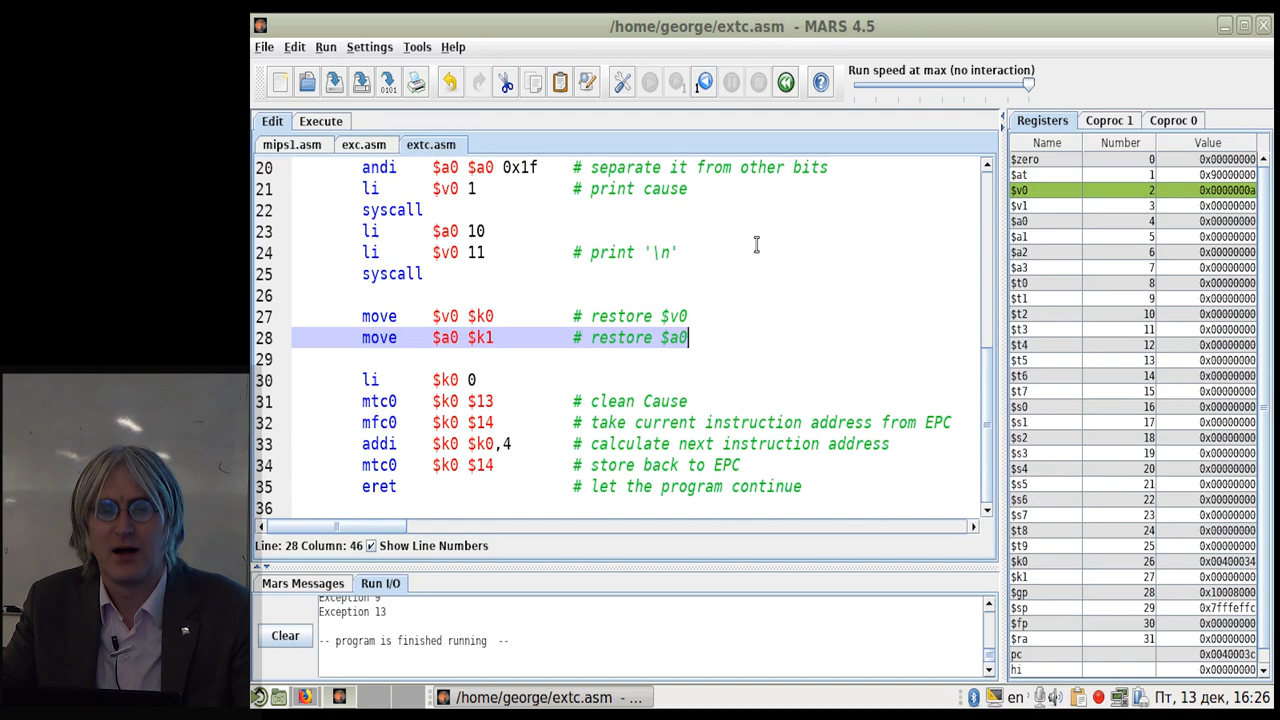 /home/george/extc.asm - MARS 4.5
File Edit Run Settings Tools Help
Run speed at max (no interaction)
Edit Execute
mips1.asm exc.asm extc.asm
20 andi $a0 $a0 0x1f # separate it from other bits
21 li $v0 1 # print cause
22 syscall
23 li $a0 10
24 li $v0 11 # print '\n'
25 syscall
26
27 move $v0 $k0 # restore $v0
28 move $a0 $k1 # restore $a0
29
30 li $k0 0
31 mtc0 $k0 $13 # clean Cause
32 mfc0 $k0 $14 # take current instruction address from EPC
33 addi $k0 $k0,4 # calculate next instruction address
34 mtc0 $k0 $14 # store back to EPC
35 eret # let the program continue
36
Line: 28 Column: 46 Show Line Numbers
Mars Messages Run I/O
Exception 9
Exception 13
-- program is finished running --
Clear
Registers Coproc 1 Coproc 0
Name Number Value
$zero 0 0x00000000
$at 1 0x90000000
$v0 2 0x0000000a
$v1 3 0x00000000
$a0 4 0x00000000
$a1 5 0x00000000
$a2 6 0x00000000
$a3 7 0x00000000
$t0 8 0x00000000
$t1 9 0x00000000
$t2 10 0x00000000
$t3 11 0x00000000
$t4 12 0x00000000
$t5 13 0x00000000
$t6 14 0x00000000
$t7 15 0x00000000
$s0 16 0x00000000
$s1 17 0x00000000
$s2 18 0x00000000
$s3 19 0x00000000
$s4 20 0x00000000
$s5 21 0x00000000
$s6 22 0x00000000
$s7 23 0x00000000
$t8 24 0x00000000
$t9 25 0x00000000
$k0 26 0x00400034
$k1 27 0x00000000
$gp 28 0x10008000
$sp 29 0x7fffeffc
$fp 30 0x00000000
$ra 31 0x00000000
pc 0x0040003c
hi 0x00000000
/home/george/extc.asm - ...
en Пт, 13 дек, 16:26